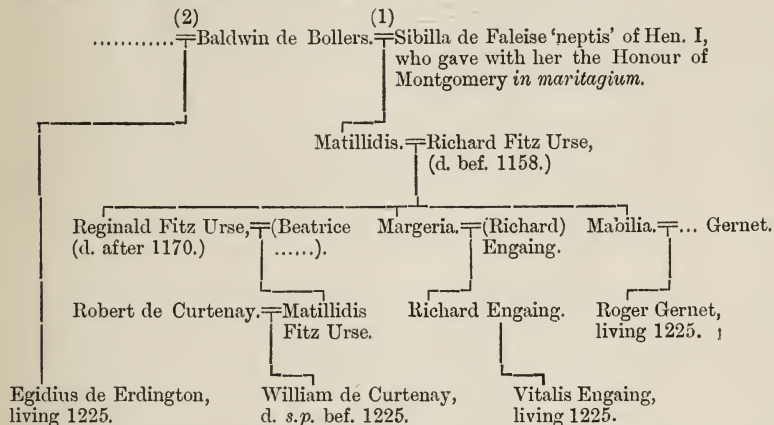 (2) (1)
............ Baldwin de Bollers. Sibilla de Faleise ‘neptis’ of Hen. I,
who gave with her the Honour of
Montgomery in maritagium.
Matillidis. Richard Fitz Urse,
(d. bef. 1158.)
Reginald Fitz Urse, (Beatrice Margeria. (Richard) Mabilia. ... Gernet.
(d. after 1170.) ......). Engaing.
Robert de Curtenay. Matillidis Richard Engaing. Roger Gernet,
Fitz Urse. living 1225.
Egidius de Erdington, William de Curtenay, Vitalis Engaing,
living 1225. d. s.p. bef. 1225. living 1225.